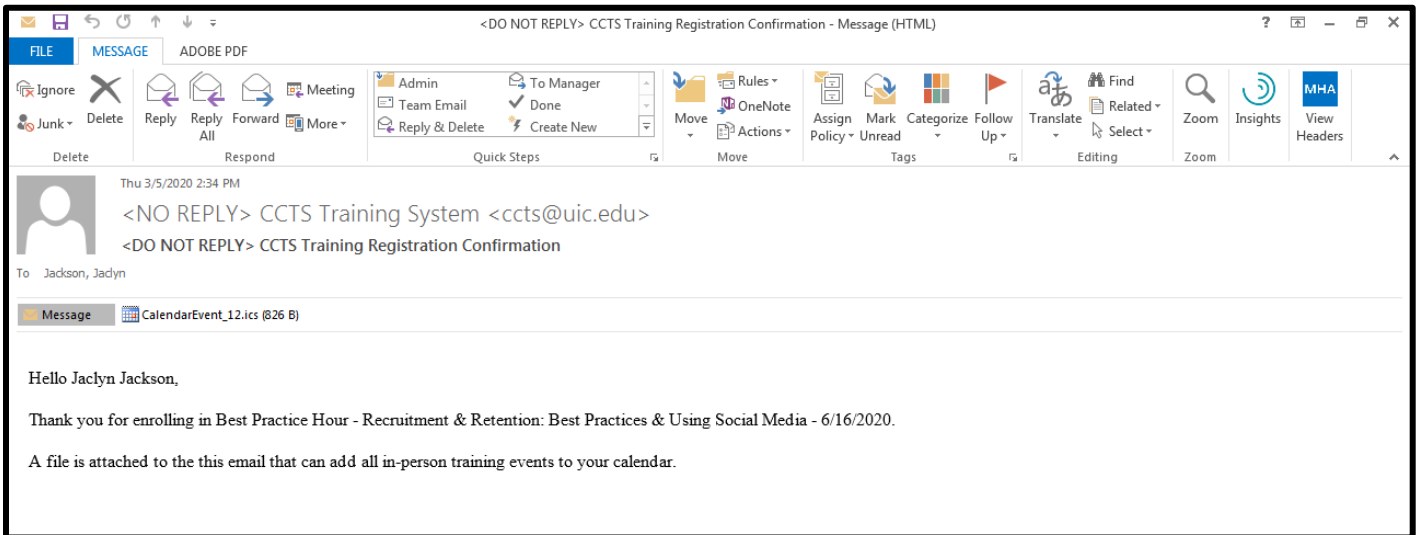 <DO NOT REPLY> CCTS Training Registration Confirmation - Message (HTML)
?
FILE
MESSAGE
ADOBE PDF
Ignore
Junk
Delete
Delete
Reply
Reply All
Forward
Meeting
More
Respond
Admin
Team Email
Reply & Delete
To Manager
Done
Create New
Quick Steps
Move
Rules
OneNote
N
Actions
Move
Assign Policy
Mark Unread
Categorize
Follow Up
Tags
Translate
Find
Related
Select
Editing
Zoom
Zoom
Insights
MHA
View Headers
Thu 3/5/2020 2:34 PM
<NO REPLY> CCTS Training System <ccts@uic.edu>
<DO NOT REPLY> CCTS Training Registration Confirmation
To Jackson, Jaclyn
Message
CalendarEvent_12.ics (826 B)
Hello Jaclyn Jackson,
Thank you for enrolling in Best Practice Hour - Recruitment & Retention: Best Practices & Using Social Media - 6/16/2020.
A file is attached to the this email that can add all in-person training events to your calendar.